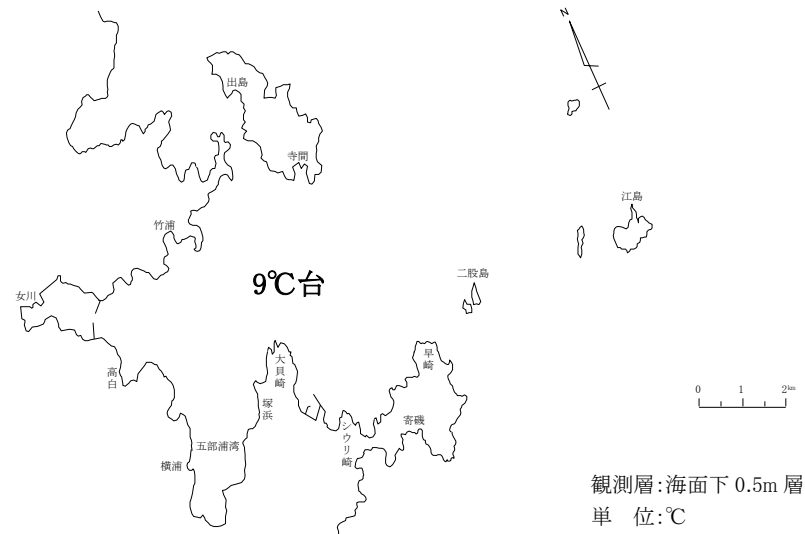 N
出島
寺間
江島
竹浦
二股島
9℃台
女川
早崎
大貝崎
高白
塚浜
0 1 2km
寄磯
シウリ崎
五部浦湾
横浦
観測層:海面下 0.5m 層
単 位:℃